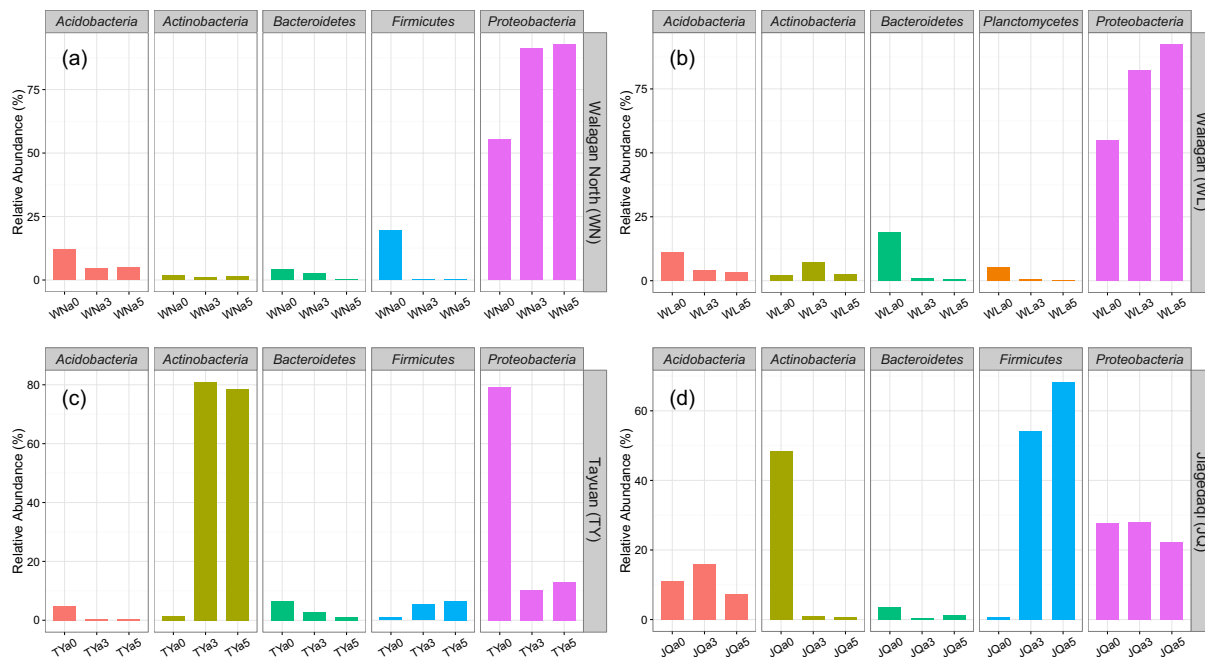 Acidobacteria Actinobacteria Bacteroidetes Firmicutes Proteobacteria
(a)
Relative Abundance (%)
75
50
25
0
WNa0 WNa3 WNa5 WNa0 WNa3 WNa5 WNa0 WNa3 WNa5 WNa0 WNa3 WNa5 WNa0 WNa3 WNa5
Walagan North (WN)
Acidobacteria Actinobacteria Bacteroidetes Planctomycetes Proteobacteria
(b)
Relative Abundance (%)
75
50
25
0
WLa0 WLa3 WLa5 WLa0 WLa3 WLa5 WLa0 WLa3 WLa5 WLa0 WLa3 WLa5 WLa0 WLa3 WLa5
Walagan (WL)
Acidobacteria Actinobacteria Bacteroidetes Firmicutes Proteobacteria
(c)
Relative Abundance (%)
80
60
40
20
0
TYa0 TYa3 TYa5 TYa0 TYa3 TYa5 TYa0 TYa3 TYa5 TYa0 TYa3 TYa5 TYa0 TYa3 TYa5
Tayuan (TY)
Acidobacteria Actinobacteria Bacteroidetes Firmicutes Proteobacteria
(d)
Relative Abundance (%)
60
40
20
0
JQa0 JQa3 JQa5 JQa0 JQa3 JQa5 JQa0 JQa3 JQa5 JQa0 JQa3 JQa5 JQa0 JQa3 JQa5
Jiagedaqi (JQ)